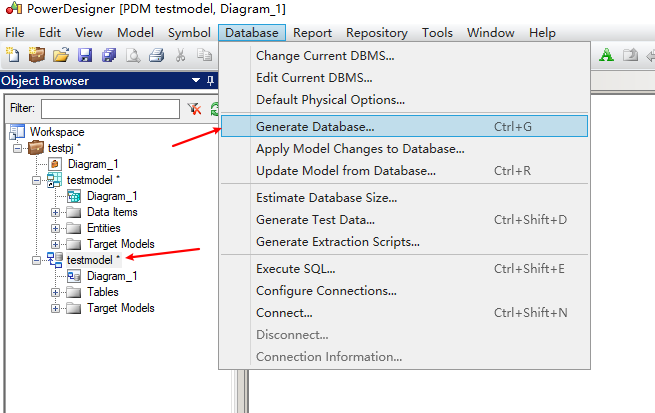 PowerDesigner [PDM testmodel, Diagram_1]
File Edit View Model Symbol Database Report Repository Tools Window Help
Object Browser
Filter:
Workspace
testpj *
Diagram_1
testmodel *
Diagram_1
Data Items
Entities
Target Models
testmodel *
Diagram_1
Tables
Target Models
Change Current DBMS...
Edit Current DBMS...
Default Physical Options...
Generate Database... Ctrl+G
Apply Model Changes to Database...
Update Model from Database... Ctrl+R
Estimate Database Size...
Generate Test Data... Ctrl+Shift+D
Generate Extraction Scripts...
Execute SQL... Ctrl+Shift+E
Configure Connections...
Connect... Ctrl+Shift+N
Disconnect...
Connection Information...